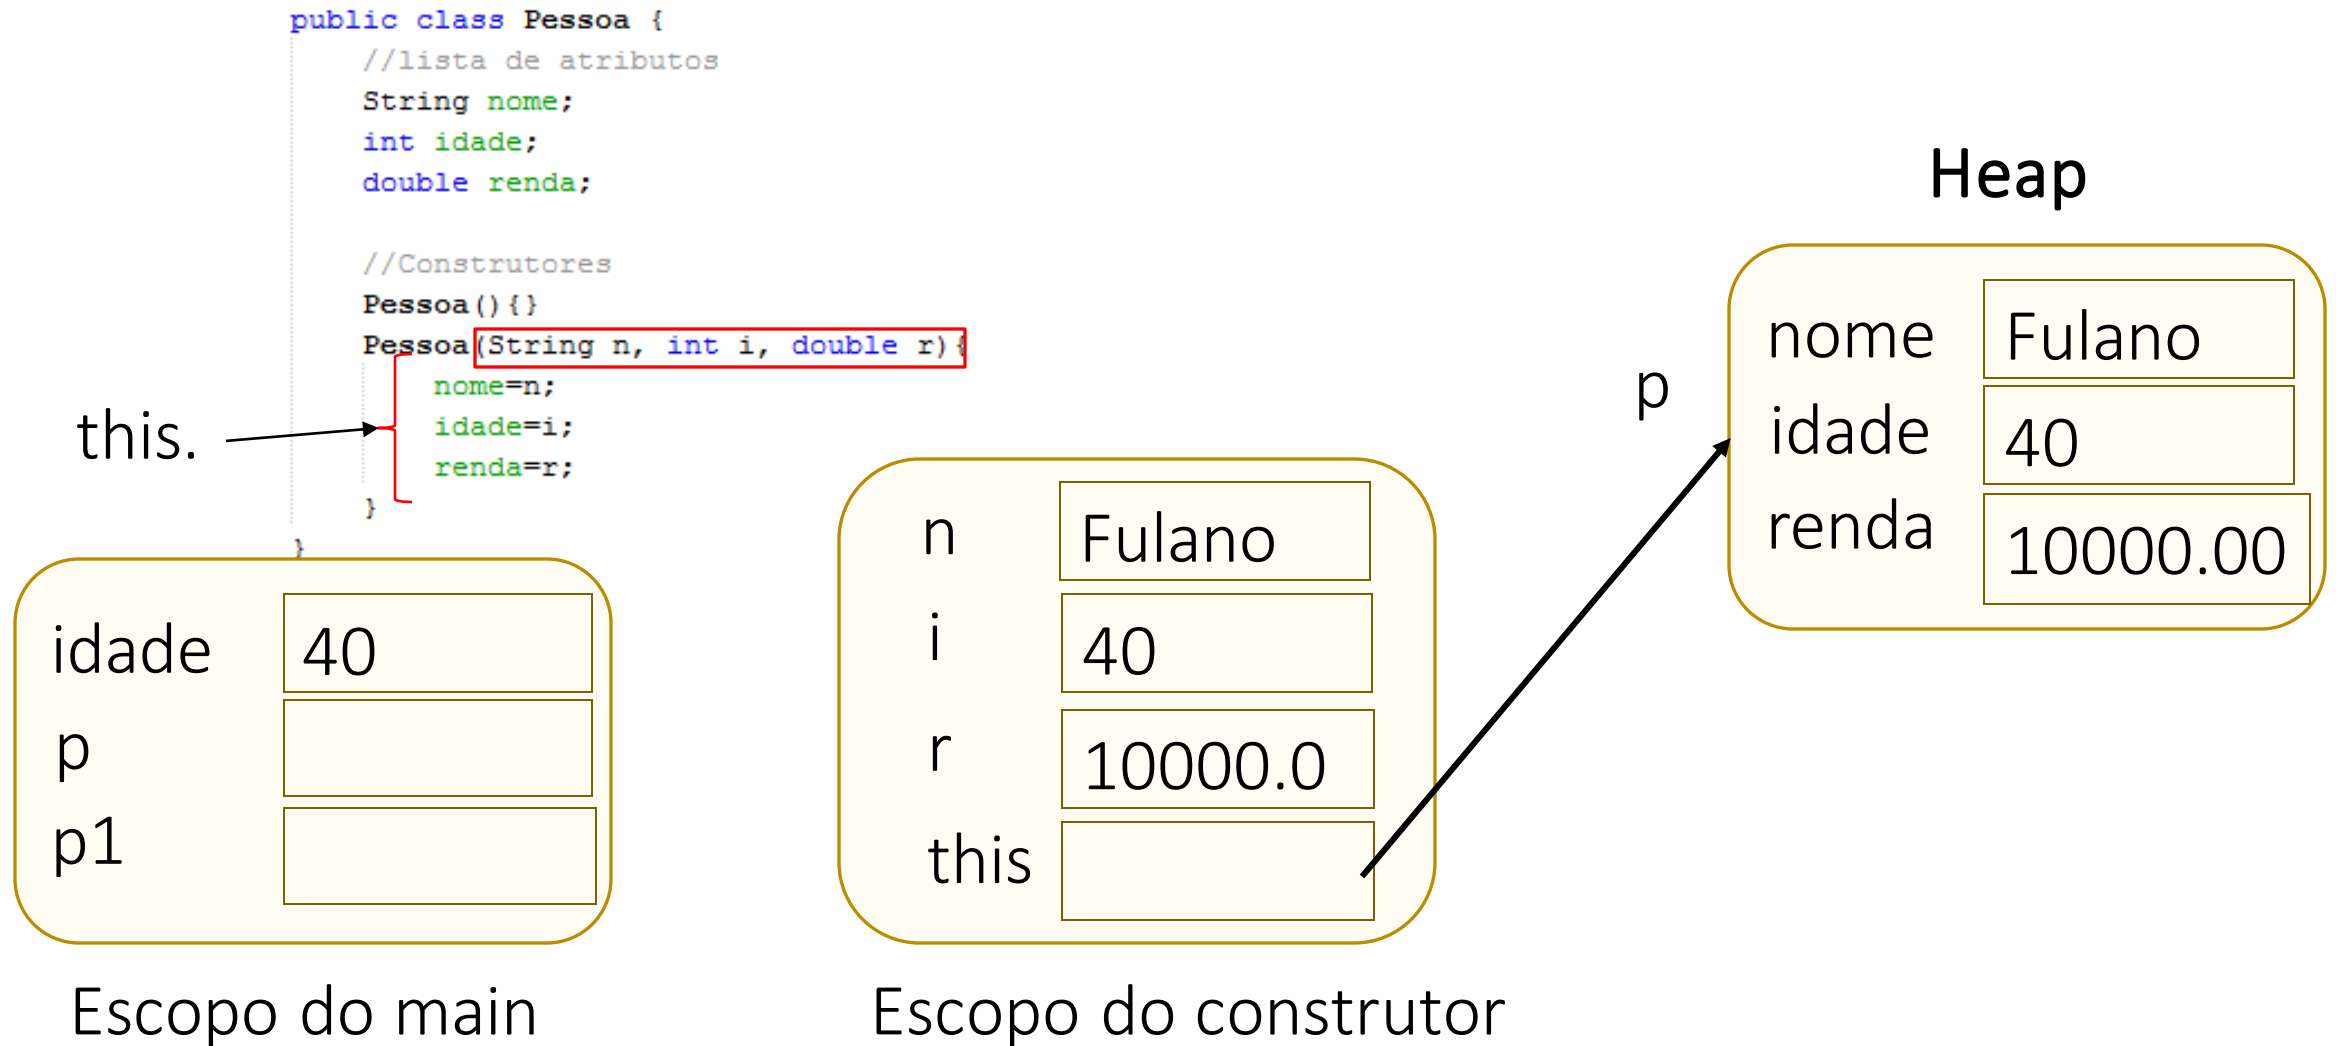 public class Pessoa {
//lista de atributos
String nome;
int idade;
double renda;
//Construtores
Pessoa(){}
Pessoa(String n, int i, double r){
nome=n;
idade=i;
renda=r;
}
}
this.
idade 40
p
p1
Escopo do main
n Fulano
i 40
r 10000.0
this
Escopo do construtor
Heap
p
nome Fulano
idade 40
renda 10000.00